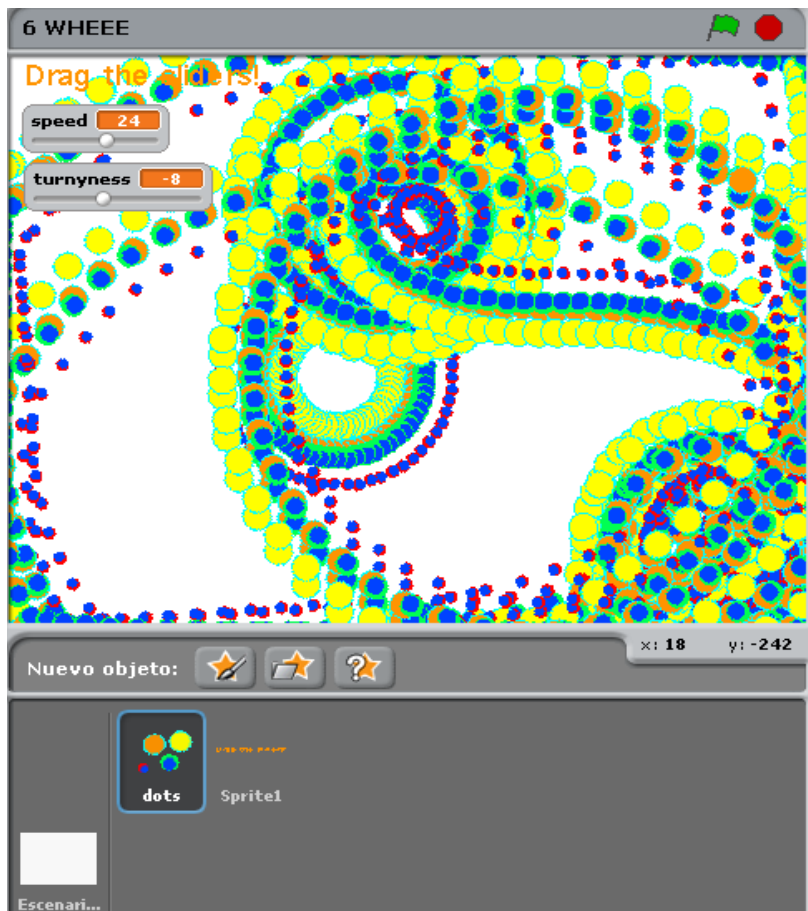 6 WHEEE
Drag the sliders!
speed 24
turnyness -8
x: 18 y: -242
Nuevo objeto:
dots
Sprite1
Escenari...